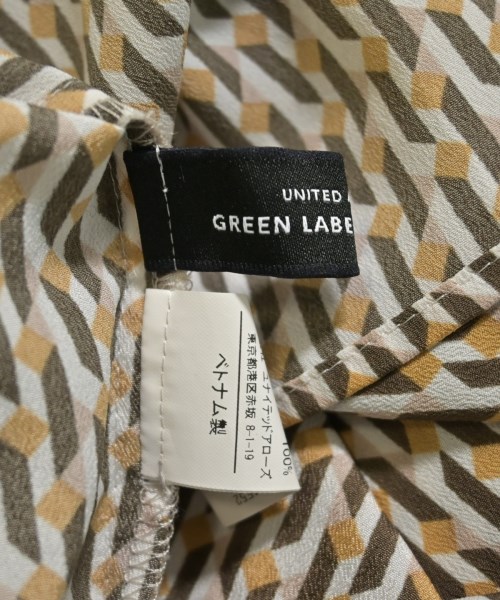 UNITED
GREEN LABE
100%
ユナイテッドアローズ
東京都港区赤坂 8-1-19
ベトナム製